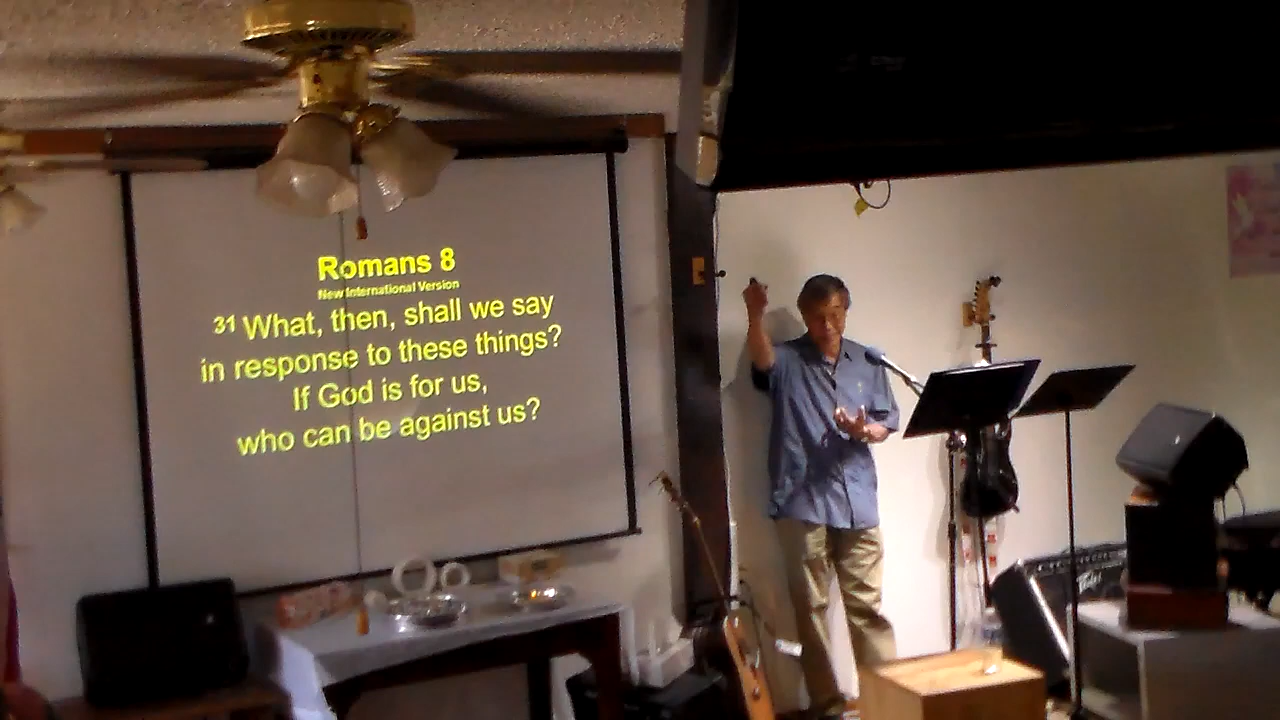 Romans 8
New International Version
31 What, then, shall we say
in response to these things?
If God is for us,
who can be against us?
Peavey